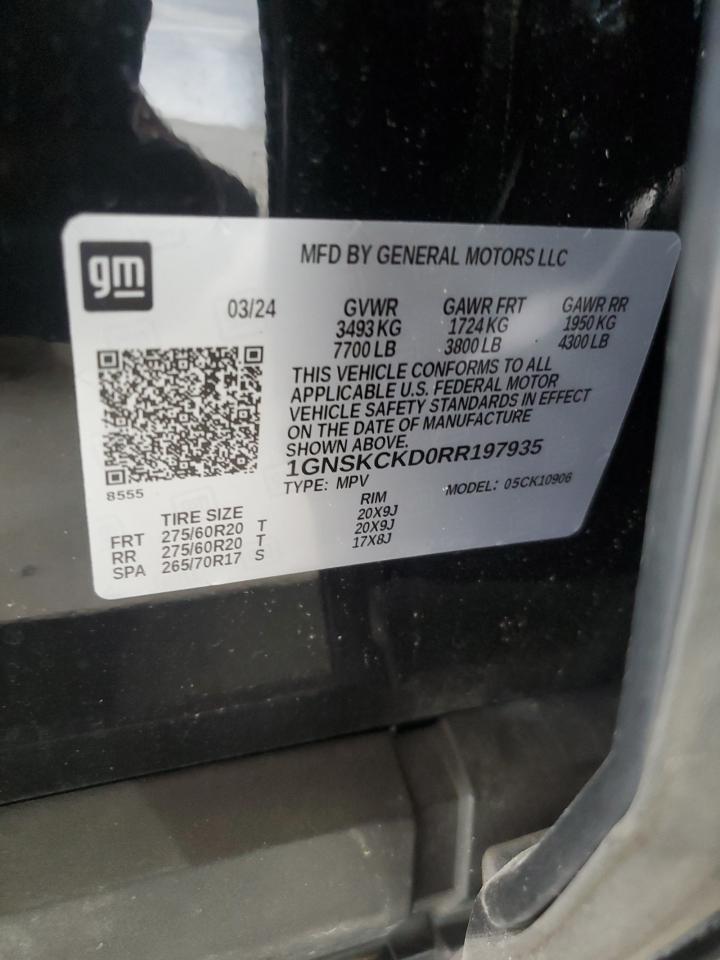 gm
MFD BY GENERAL MOTORS LLC
03/24 GVWR GAWR FRT GAWR RR
3493 KG 1724 KG 1950 KG
7700 LB 3800 LB 4300 LB
THIS VEHICLE CONFORMS TO ALL
APPLICABLE U.S. FEDERAL MOTOR
VEHICLE SAFETY STANDARDS IN EFFECT
ON THE DATE OF MANUFACTURE
SHOWN ABOVE.
1GNSKCKD0RR197935
8555
TYPE: MPV MODEL: 05CK10906
TIRE SIZE RIM
FRT 275/60R20 T 20X9J
RR 275/60R20 T 20X9J
SPA 265/70R17 S 17X8J